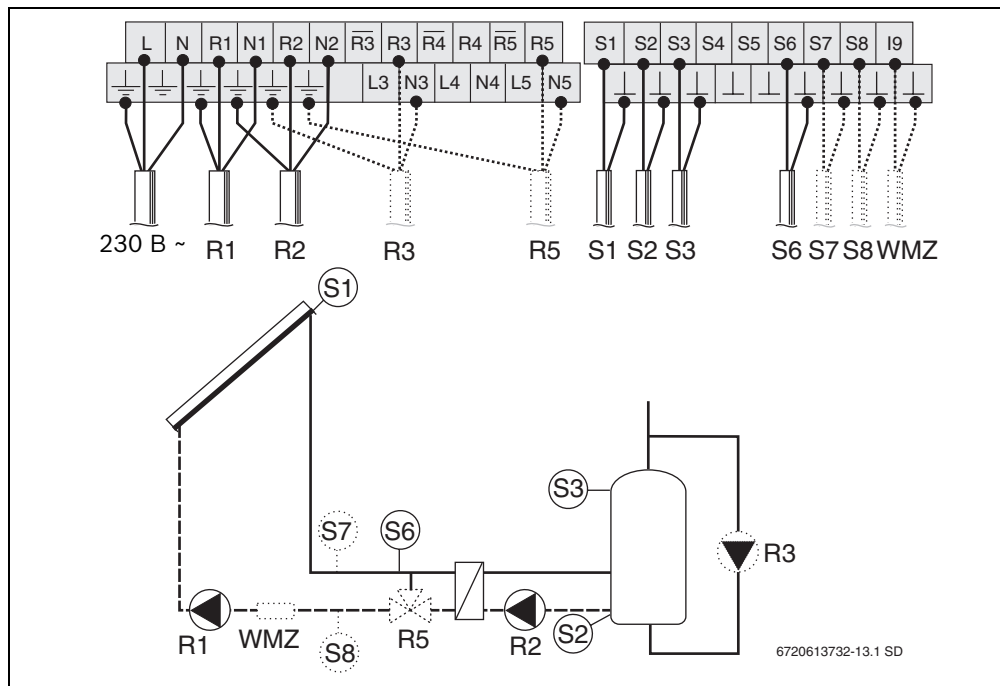 L N R1 N1 R2 N2 R̅3̅ R3 R̅4̅ R4 R̅5̅ R5 S1 S2 S3 S4 S5 S6 S7 S8 I9
L3 N3 L4 N4 L5 N5
230 В ~ R1 R2 R3 R5 S1 S2 S3 S6 S7 S8 WMZ
S1
S3
S7 S6
R3
R1 WMZ S8 R5 R2 S2
6720613732-13.1 SD